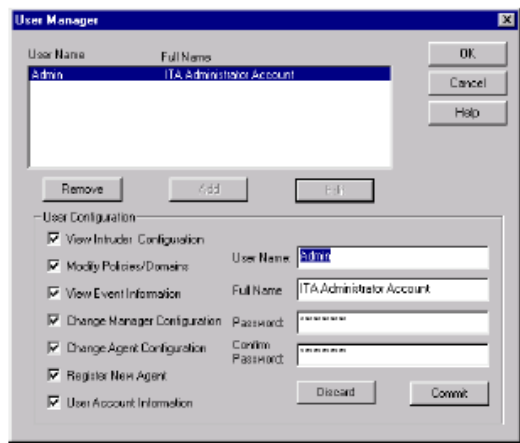 User Manager
User Name Full Name
Admin ITA Administrator Account
OK
Cancel
Help
Remove Add Edit
User Configuration
View Intruder Configuration
Modify Policies/Domains
View Event Information
Change Manager Configuration
Change Agent Configuration
Register New Agent
User Account Information
User Name: Admin
Full Name ITA Administrator Account
Password: ********
Confirm
Password: ********
Discard Commit